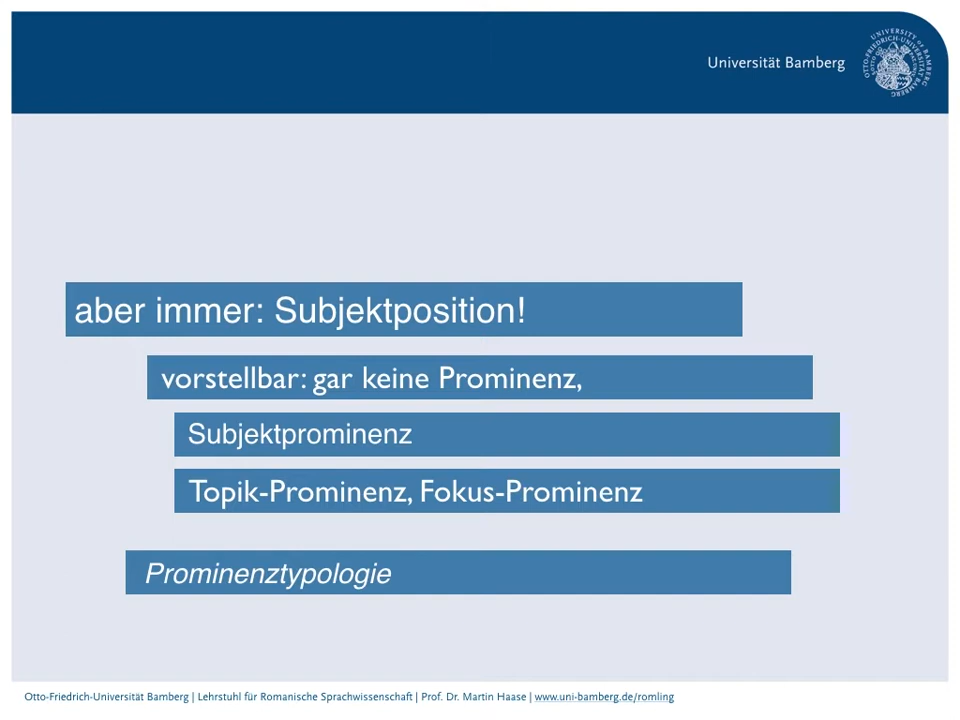 Universität Bamberg
aber immer: Subjektposition!
vorstellbar: gar keine Prominenz,
Subjektprominenz
Topik-Prominenz, Fokus-Prominenz
Prominenztypologie
Otto-Friedrich-Universität Bamberg | Lehrstuhl für Romanische Sprachwissenschaft | Prof. Dr. Martin Haase | www.uni-bamberg.de/romling